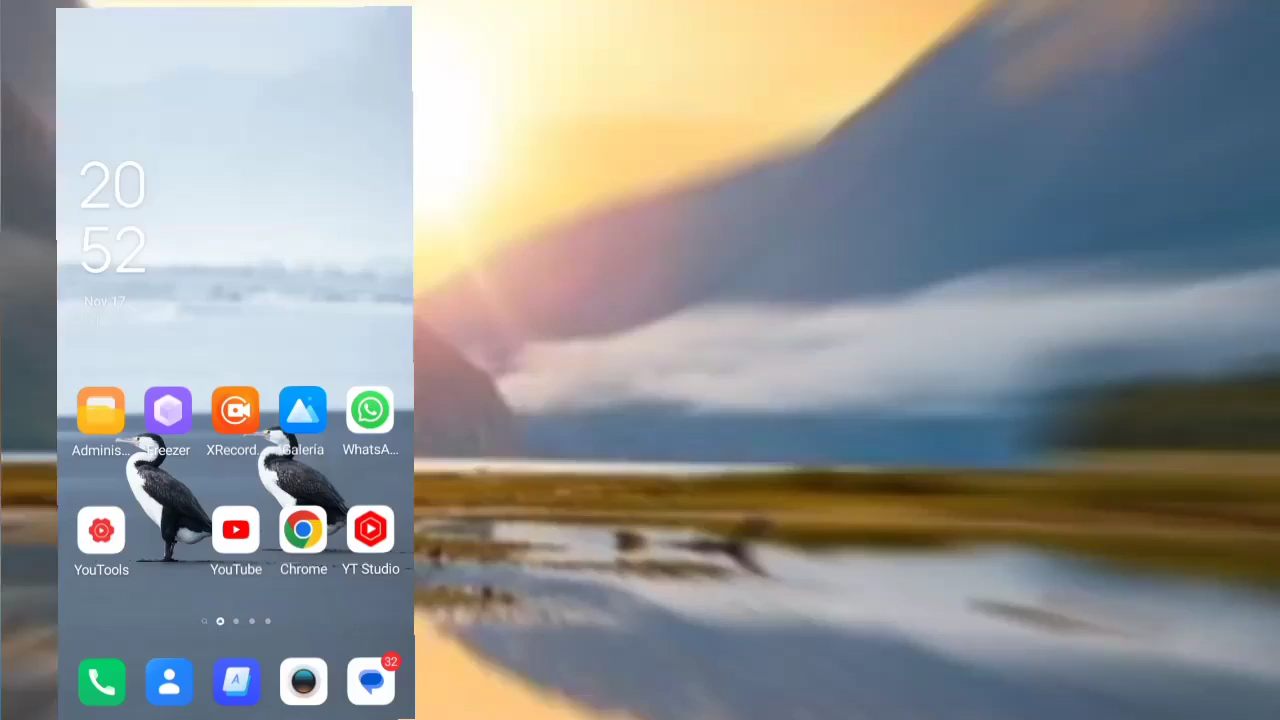 20
52
Nov 17
Adminis... Freezer XRecord... Galería WhatsA...
YouTools YouTube Chrome YT Studio
A 32